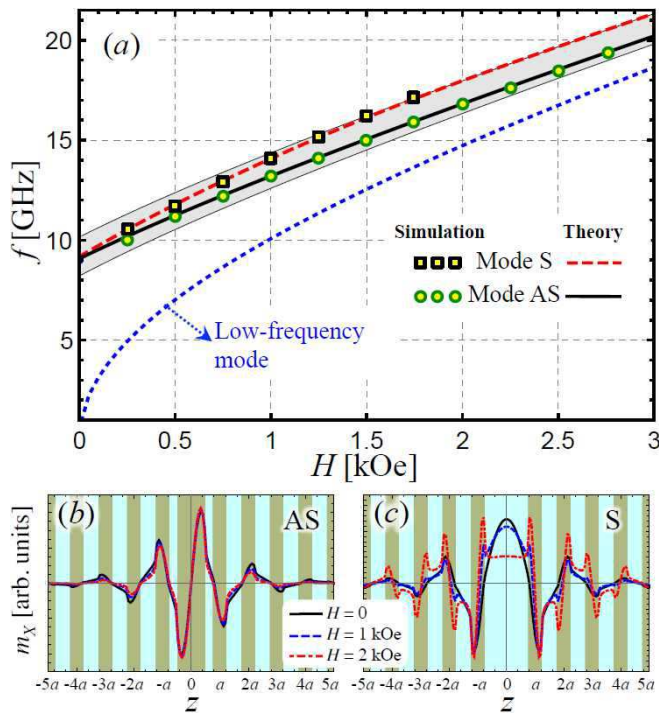 20
(a)
15
f [GHz]
10
Simulation Theory
Mode S
Mode AS
5
Low-frequency
mode
0 0.5 1 1.5 2 2.5 3
H [kOe]
(b) AS (c) S
m_X [arb. units]
H = 0
H = 1 kOe
H = 2 kOe
-5a -4a -3a -2a -a 0 a 2a 3a 4a 5a -5a -4a -3a -2a -a 0 a 2a 3a 4a 5a
z z